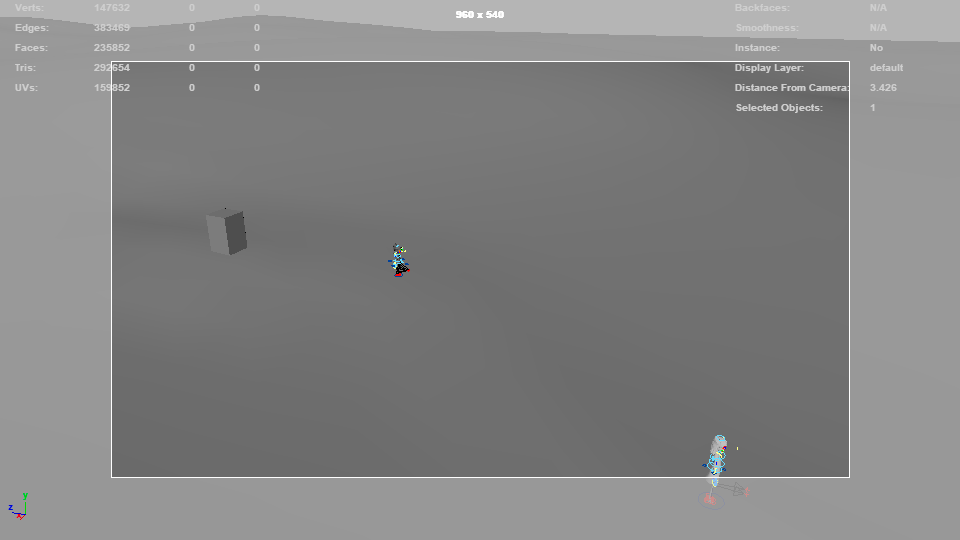 Verts: 147632 0 0
Edges: 383469 0 0
Faces: 235852 0 0
Tris: 292654 0 0
UVs: 159852 0 0
960 x 540
Backfaces: N/A
Smoothness: N/A
Instance: No
Display Layer: default
Distance From Camera: 3.426
Selected Objects: 1
y
z
x